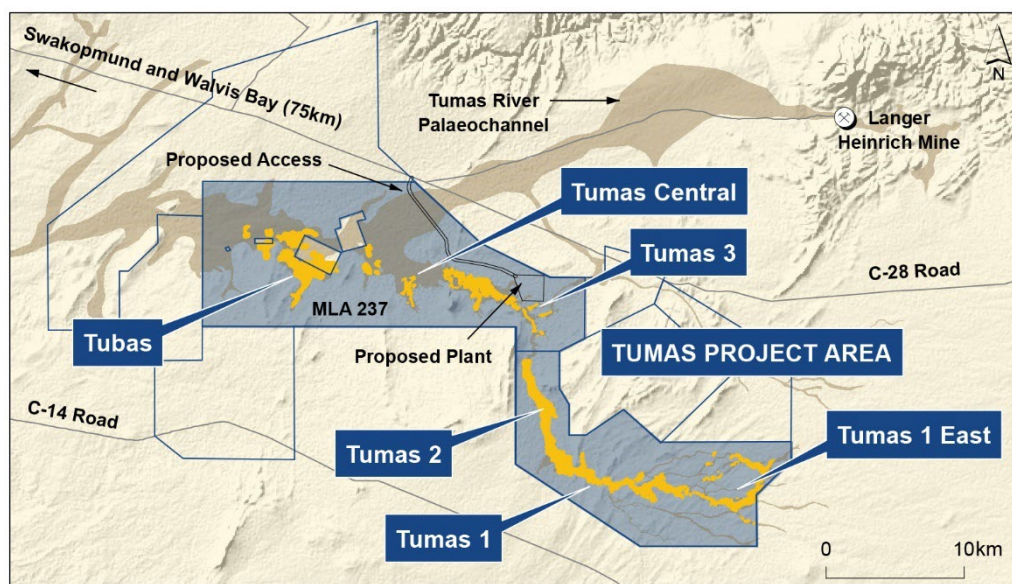 Swakopmund and Walvis Bay (75km)
N
Tumas River
Palaeochannel
Langer
Heinrich Mine
Proposed Access
Tumas Central
Tumas 3
C-28 Road
MLA 237
Tubas
Proposed Plant
TUMAS PROJECT AREA
C-14 Road
Tumas 2
Tumas 1 East
Tumas 1
0 10km